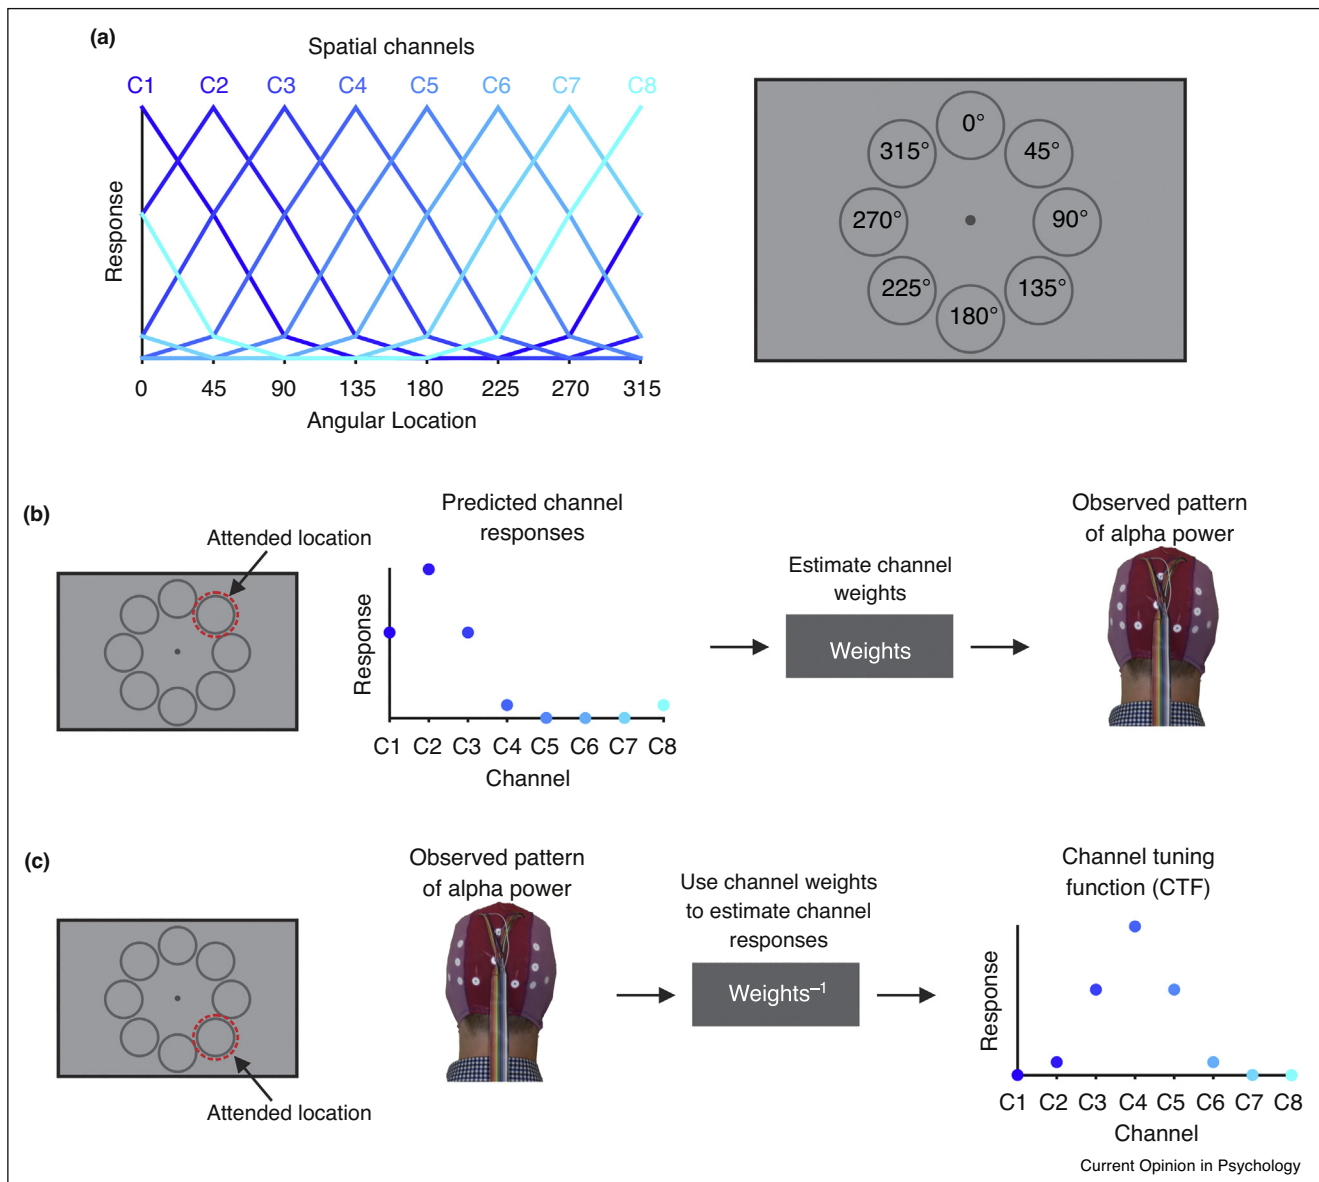 (a)
Spatial channels
C1 C2 C3 C4 C5 C6 C7 C8
Response
0 45 90 135 180 225 270 315
Angular Location
0°
315° 45°
270° 90°
225° 135°
180°
(b)
Attended location
Predicted channel
responses
Response
C1 C2 C3 C4 C5 C6 C7 C8
Channel
Estimate channel
weights
Weights
Observed pattern
of alpha power
(c)
Attended location
Observed pattern
of alpha power
Use channel weights
to estimate channel
responses
Weights⁻¹
Channel tuning
function (CTF)
Response
C1 C2 C3 C4 C5 C6 C7 C8
Channel
Current Opinion in Psychology